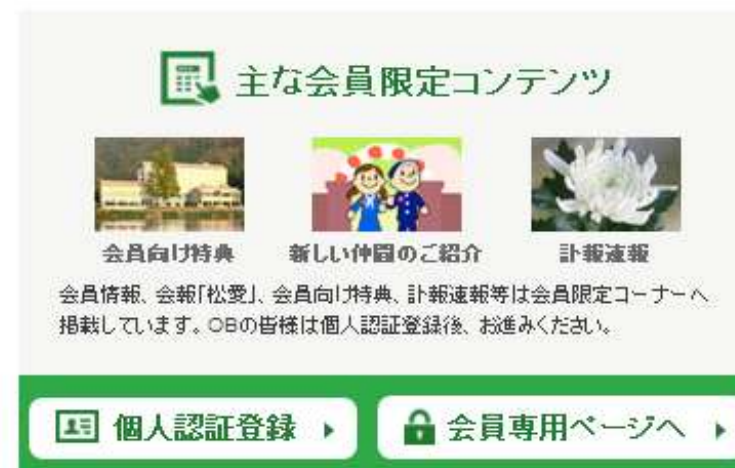 主な会員限定コンテンツ
会員向け特典
新しい仲間のご紹介
訃報速報
会員情報、会報「松愛」、会員向け特典、訃報速報等は会員限定コーナーへ
掲載しています。OBの皆様は個人認証登録後、お進みください。
個人認証登録
会員専用ページへ